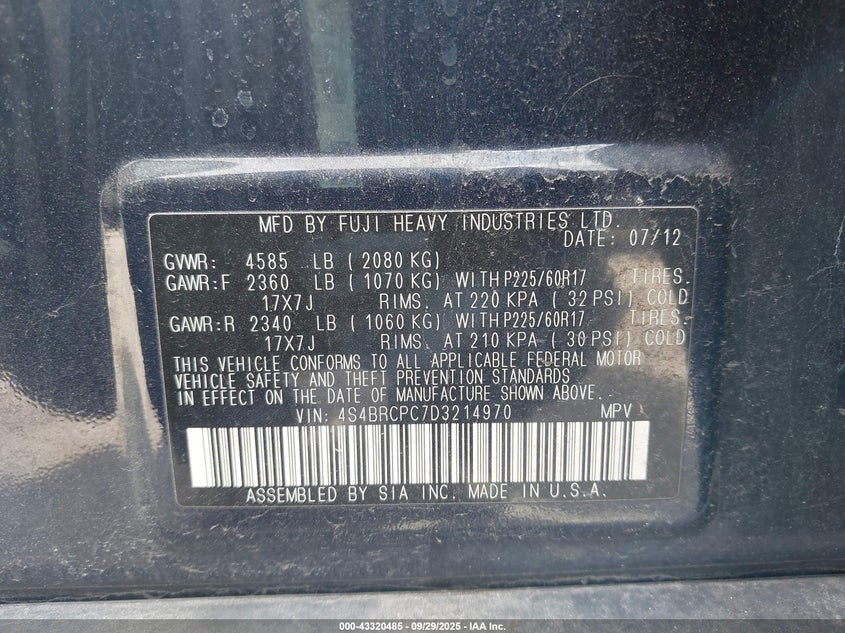 MFD BY FUJI HEAVY INDUSTRIES LTD.
DATE: 07/12
GVWR: 4585 LB ( 2080 KG)
GAWR:F 2360 LB ( 1070 KG) WITH P225/60R17 TIRES.
17X7J RIMS. AT 220 KPA ( 32 PSI) COLD
GAWR:R 2340 LB ( 1060 KG) WITH P225/60R17 TIRES.
17X7J RIMS. AT 210 KPA ( 30 PSI) COLD
THIS VEHICLE CONFORMS TO ALL APPLICABLE FEDERAL MOTOR
VEHICLE SAFETY AND THEFT PREVENTION STANDARDS
IN EFFECT ON THE DATE OF MANUFACTURE SHOWN ABOVE.
VIN: 4S4BRCPC7D3214970 MPV
ASSEMBLED BY SIA INC. MADE IN U.S.A.
000-43320485 - 09/29/2025 - IAA Inc.